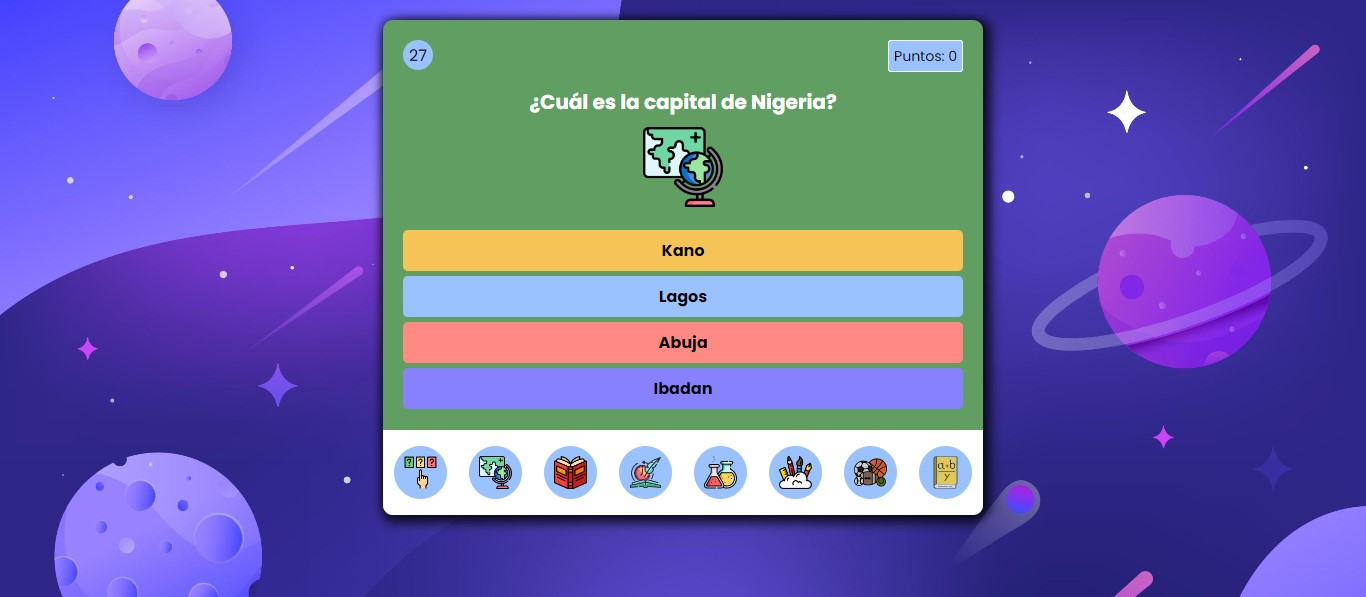 27
Puntos: 0
¿Cuál es la capital de Nigeria?
Kano
Lagos
Abuja
Ibadan
? ? ?
a+b
y